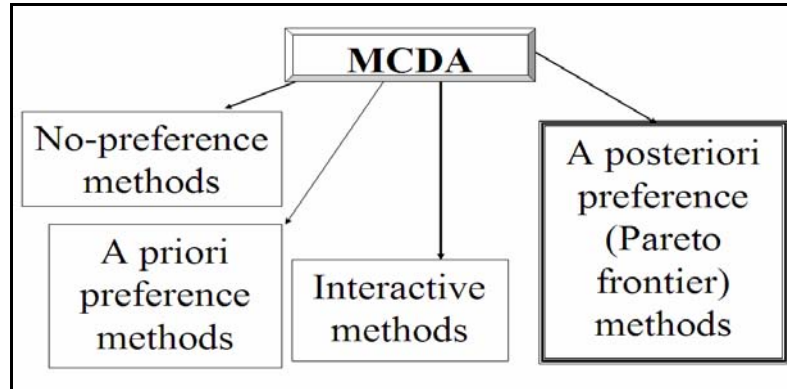 MCDA
No-preference
methods
A priori
preference
methods
Interactive
methods
A posteriori
preference
(Pareto
frontier)
methods